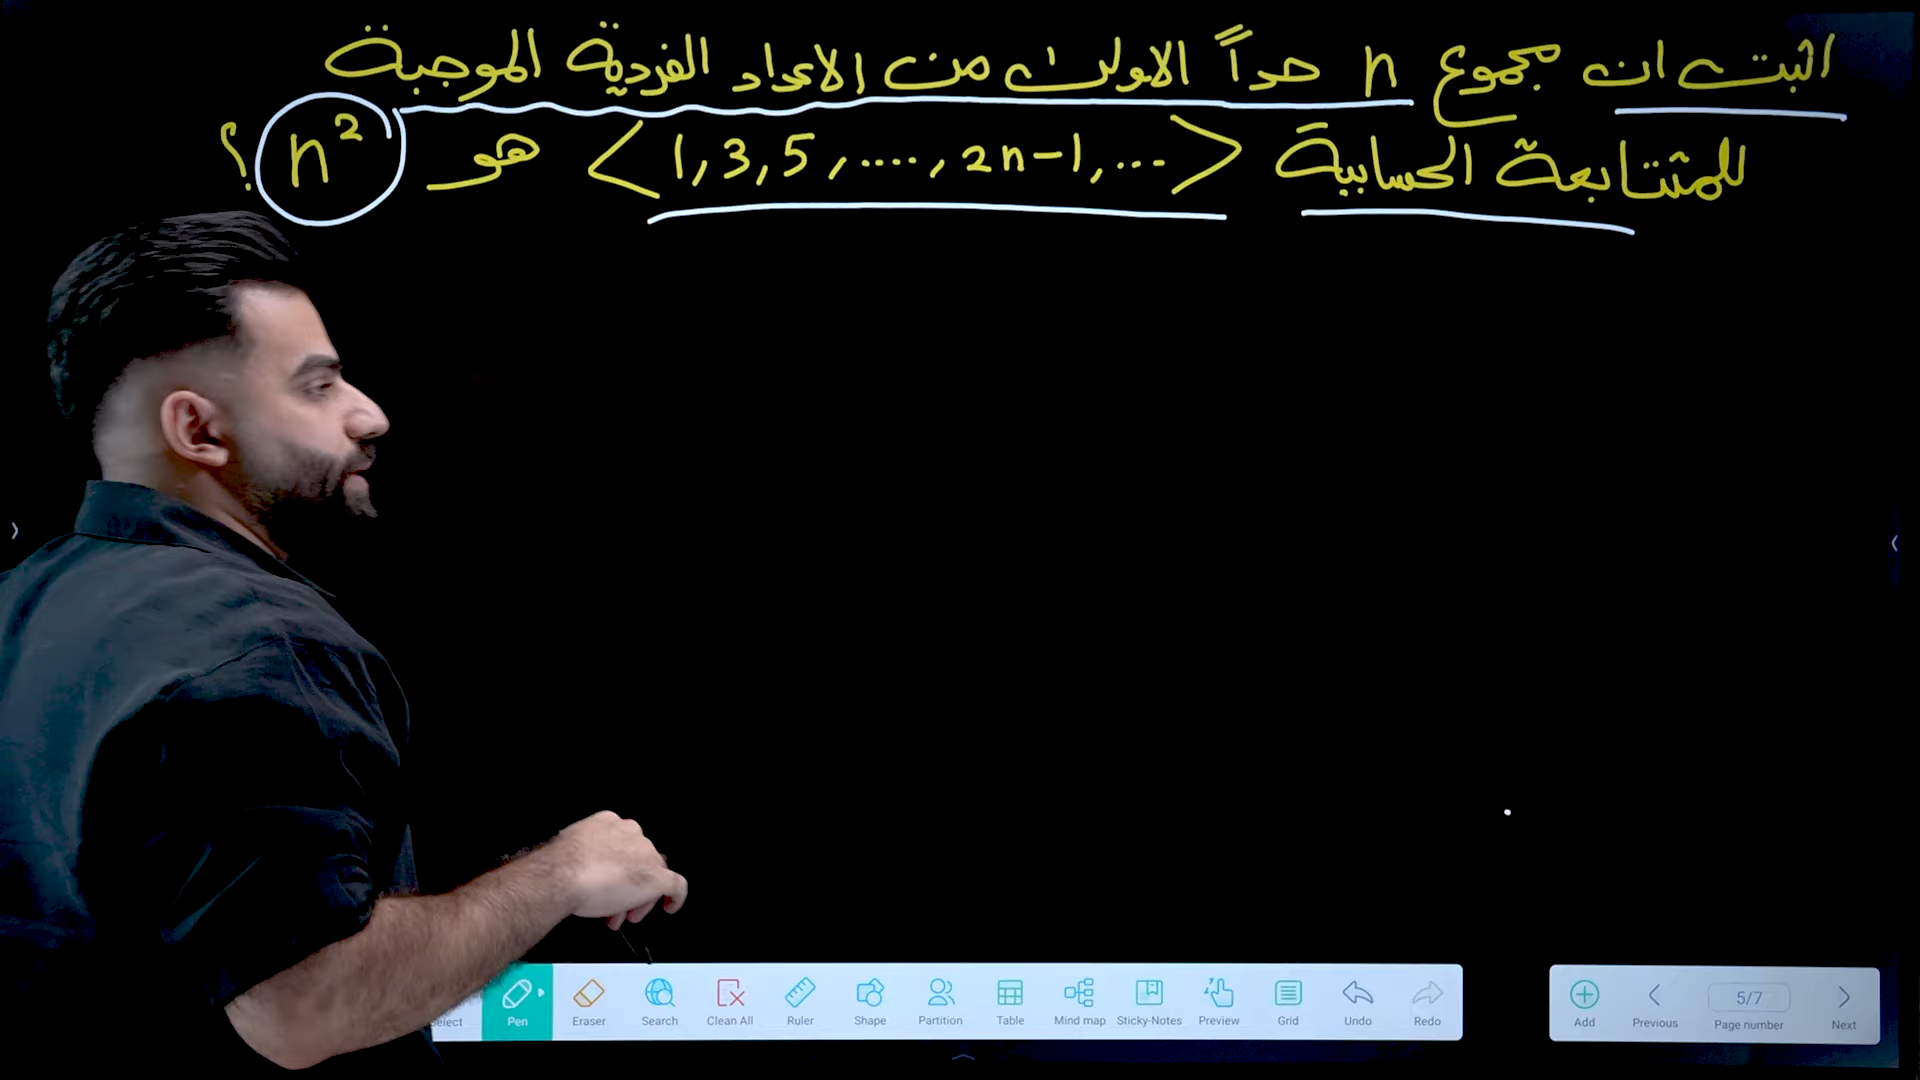 اثبت ان مجموع n حداً الاولى من الاعداد الفردية الموجبة
للمتتابعة الحسابية <1, 3, 5, ...., 2n-1, ...> هو n² ؟
Select Pen Eraser Search Clean All Ruler Shape Partition Table Mind map Sticky-Notes Preview Grid Undo Redo
Add Previous 5/7 Page number Next